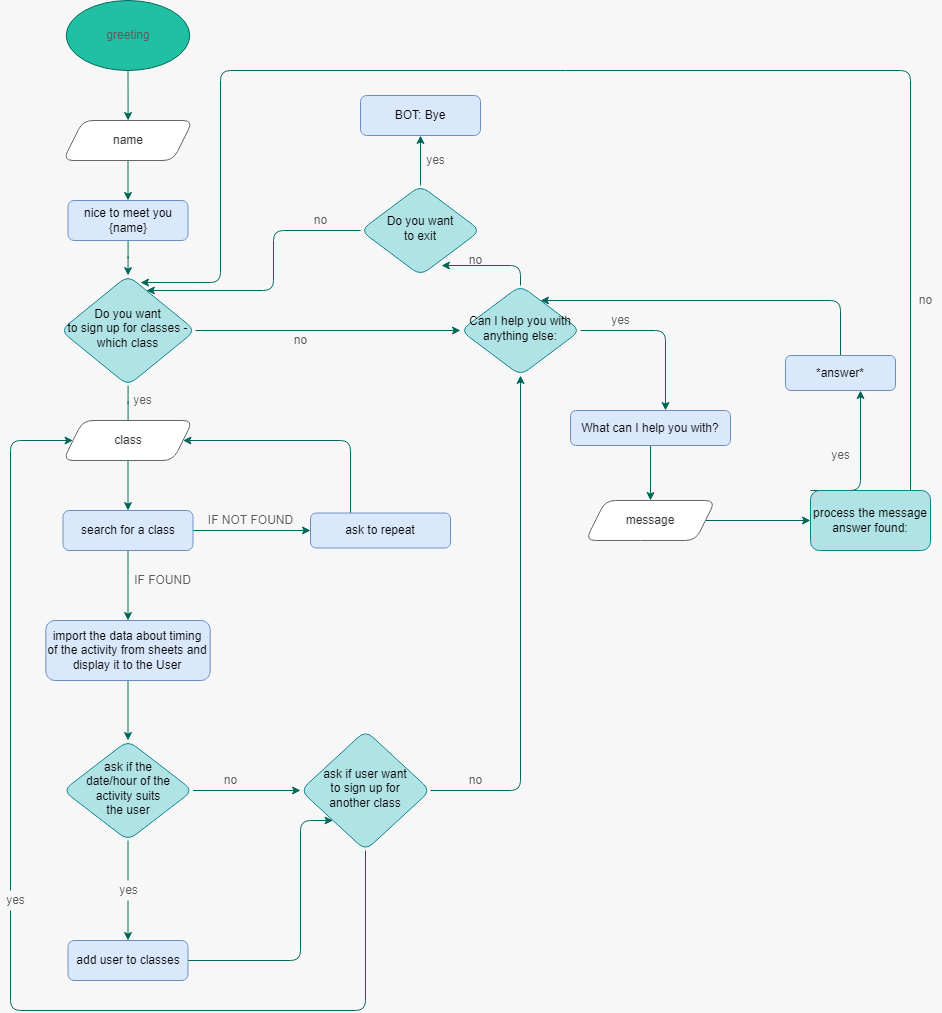 greeting
name
nice to meet you
{name}
Do you want
to sign up for classes -
which class
no
yes
class
search for a class
IF NOT FOUND
ask to repeat
IF FOUND
import the data about timing
of the activity from sheets and
display it to the User
ask if the
date/hour of the
activity suits
the user
no
yes
add user to classes
ask if user want
to sign up for
another class
no
yes
BOT: Bye
yes
Do you want
to exit
no
no
Can I help you with
anything else:
yes
What can I help you with?
message
process the message
answer found:
yes
*answer*
no